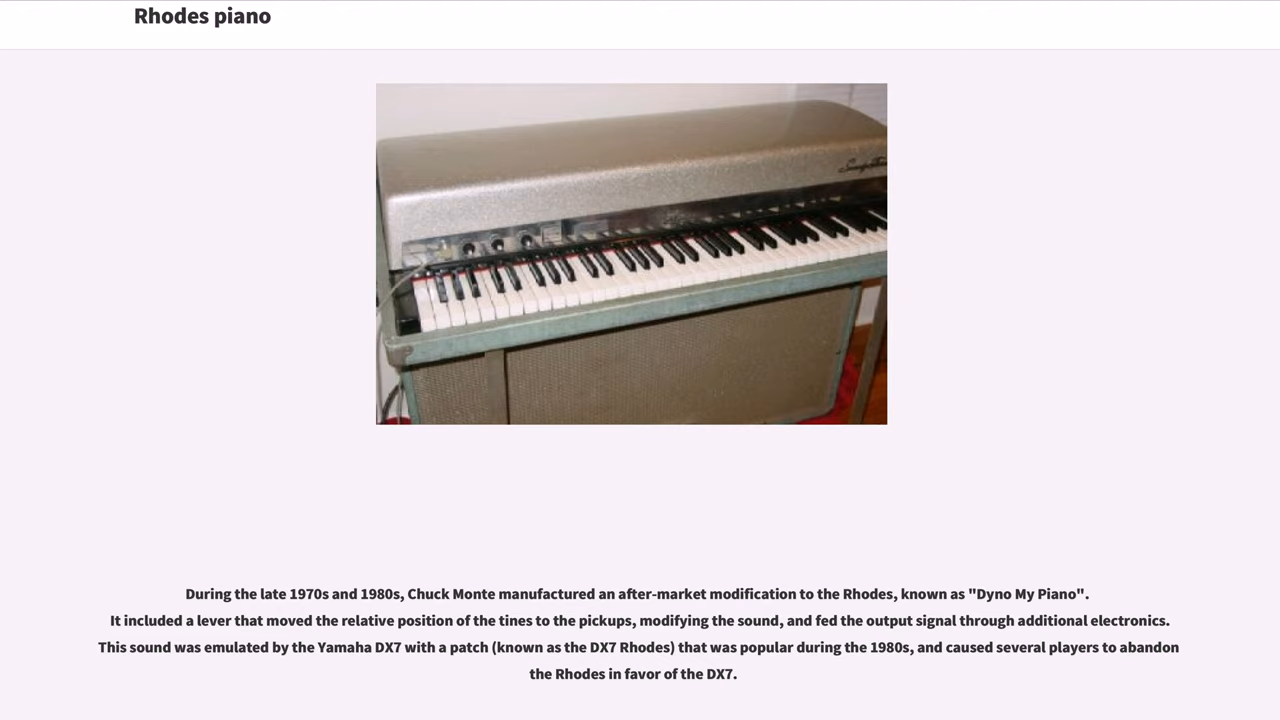 Rhodes piano
During the late 1970s and 1980s, Chuck Monte manufactured an after-market modification to the Rhodes, known as "Dyno My Piano".
It included a lever that moved the relative position of the tines to the pickups, modifying the sound, and fed the output signal through additional electronics.
This sound was emulated by the Yamaha DX7 with a patch (known as the DX7 Rhodes) that was popular during the 1980s, and caused several players to abandon
the Rhodes in favor of the DX7.